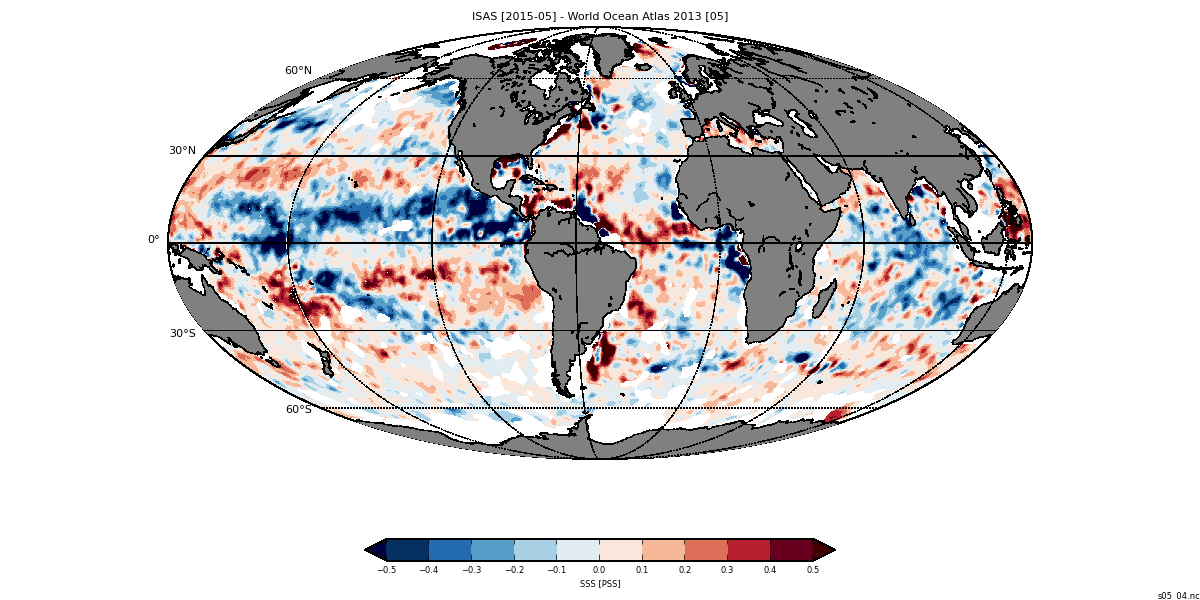 ISAS [2015-05] - World Ocean Atlas 2013 [05]
60°N
30°N
0°
30°S
60°S
−0.5 −0.4 −0.3 −0.2 −0.1 0.0 0.1 0.2 0.3 0.4 0.5
SSS [PSS]
s05_04.nc